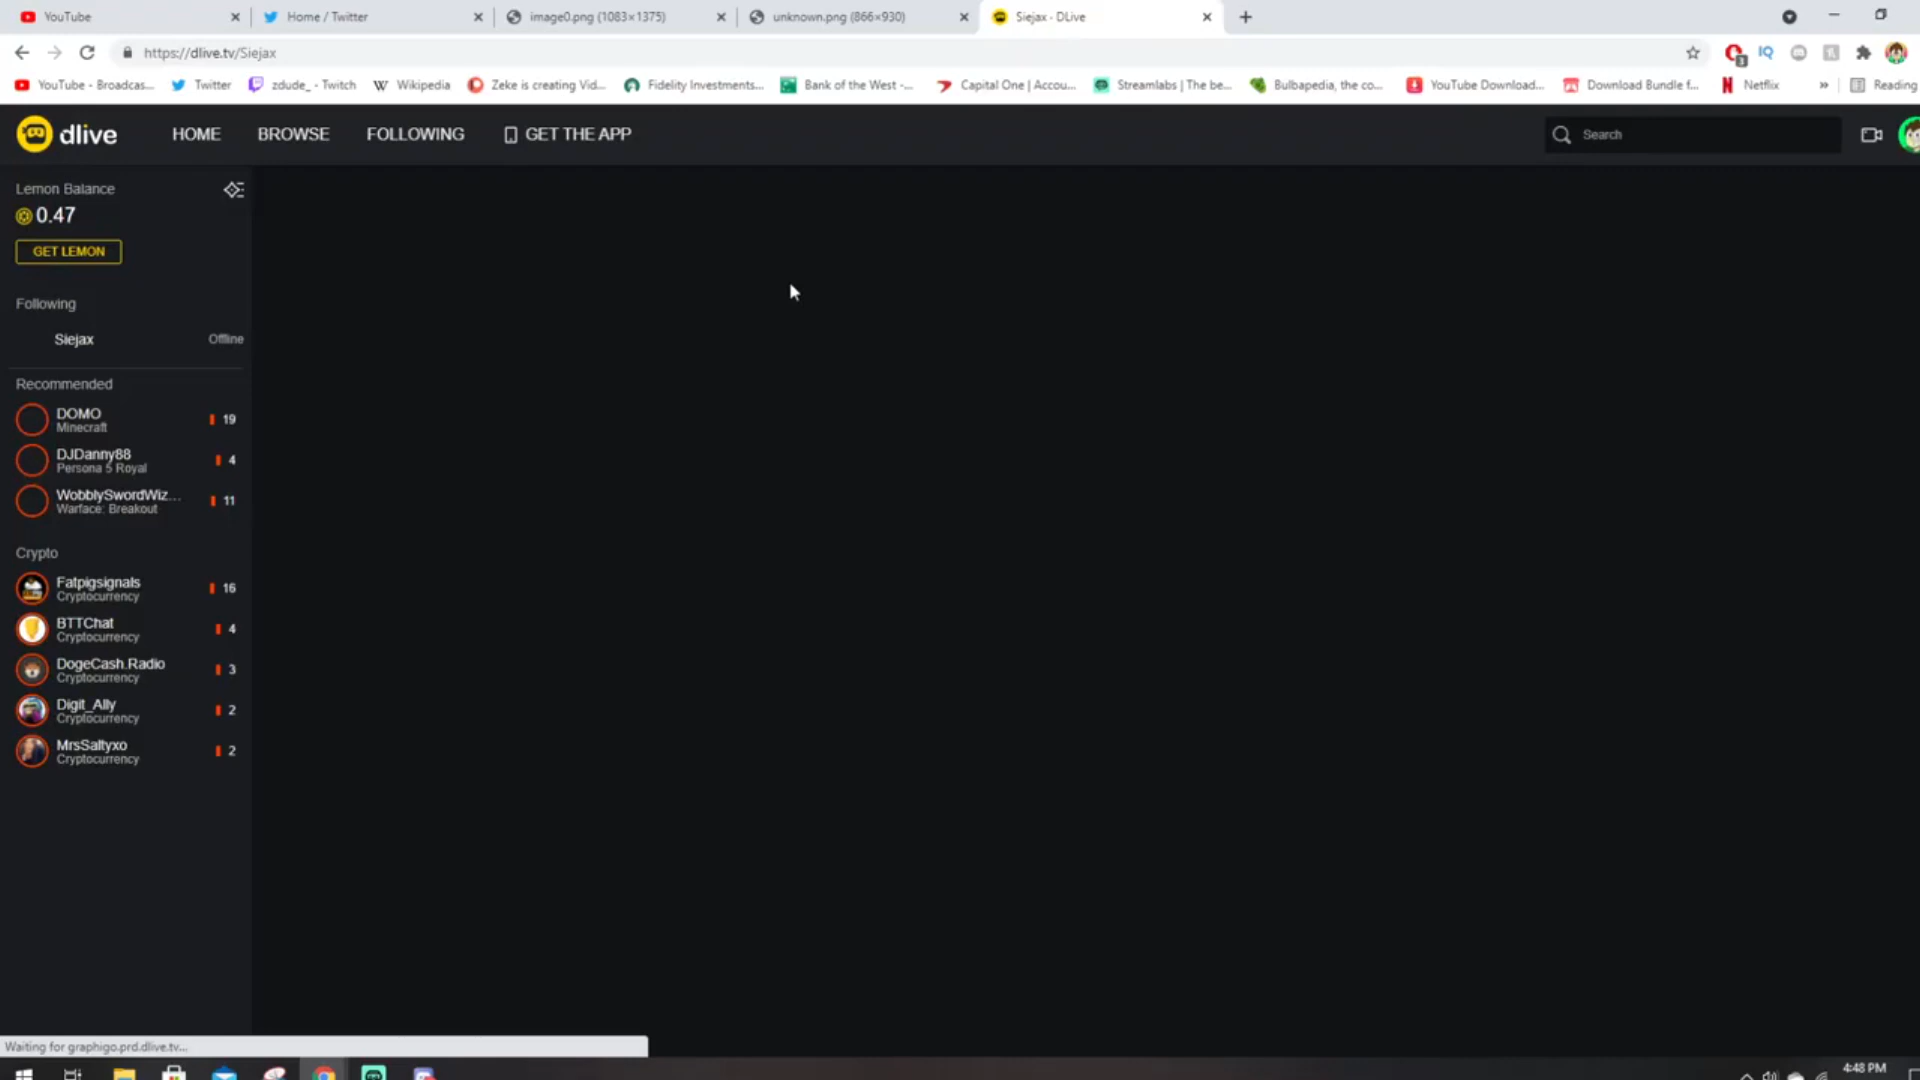 YouTube
Home / Twitter
image0.png (1083×1375)
unknown.png (866×930)
Siejax - DLive
https://dlive.tv/Siejax
YouTube - Broadcas...
Twitter
zdude_ - Twitch
Wikipedia
Zeke is creating Vid...
Fidelity Investments...
Bank of the West -...
Capital One | Accou...
Streamlabs | The be...
Bulbapedia, the co...
YouTube Download...
Download Bundle f...
Netflix
»
Reading
dlive
HOME
BROWSE
FOLLOWING
GET THE APP
Search
Lemon Balance
0.47
GET LEMON
Following
Siejax Offline
Recommended
DOMO
Minecraft
19
DJDanny88
Persona 5 Royal
4
WobblySwordWiz...
Warface: Breakout
11
Crypto
Fatpigsignals
Cryptocurrency
16
BTTChat
Cryptocurrency
4
DogeCash.Radio
Cryptocurrency
3
Digit_Ally
Cryptocurrency
2
MrsSaltyxo
Cryptocurrency
2
Waiting for graphigo.prd.dlive.tv...
4:48 PM